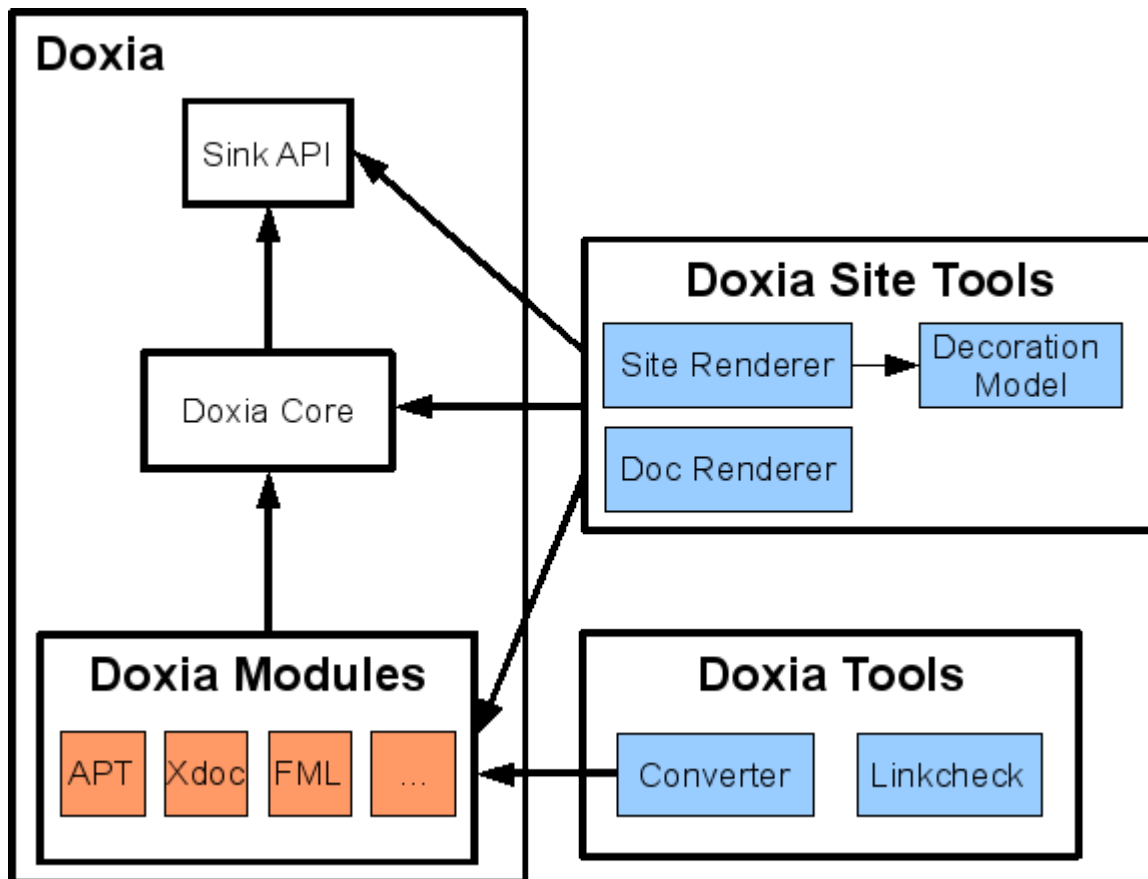 Doxia
Sink API
Doxia Core
Doxia Modules
APT
Xdoc
FML
...
Doxia Site Tools
Site Renderer
Decoration
Model
Doc Renderer
Doxia Tools
Converter
Linkcheck